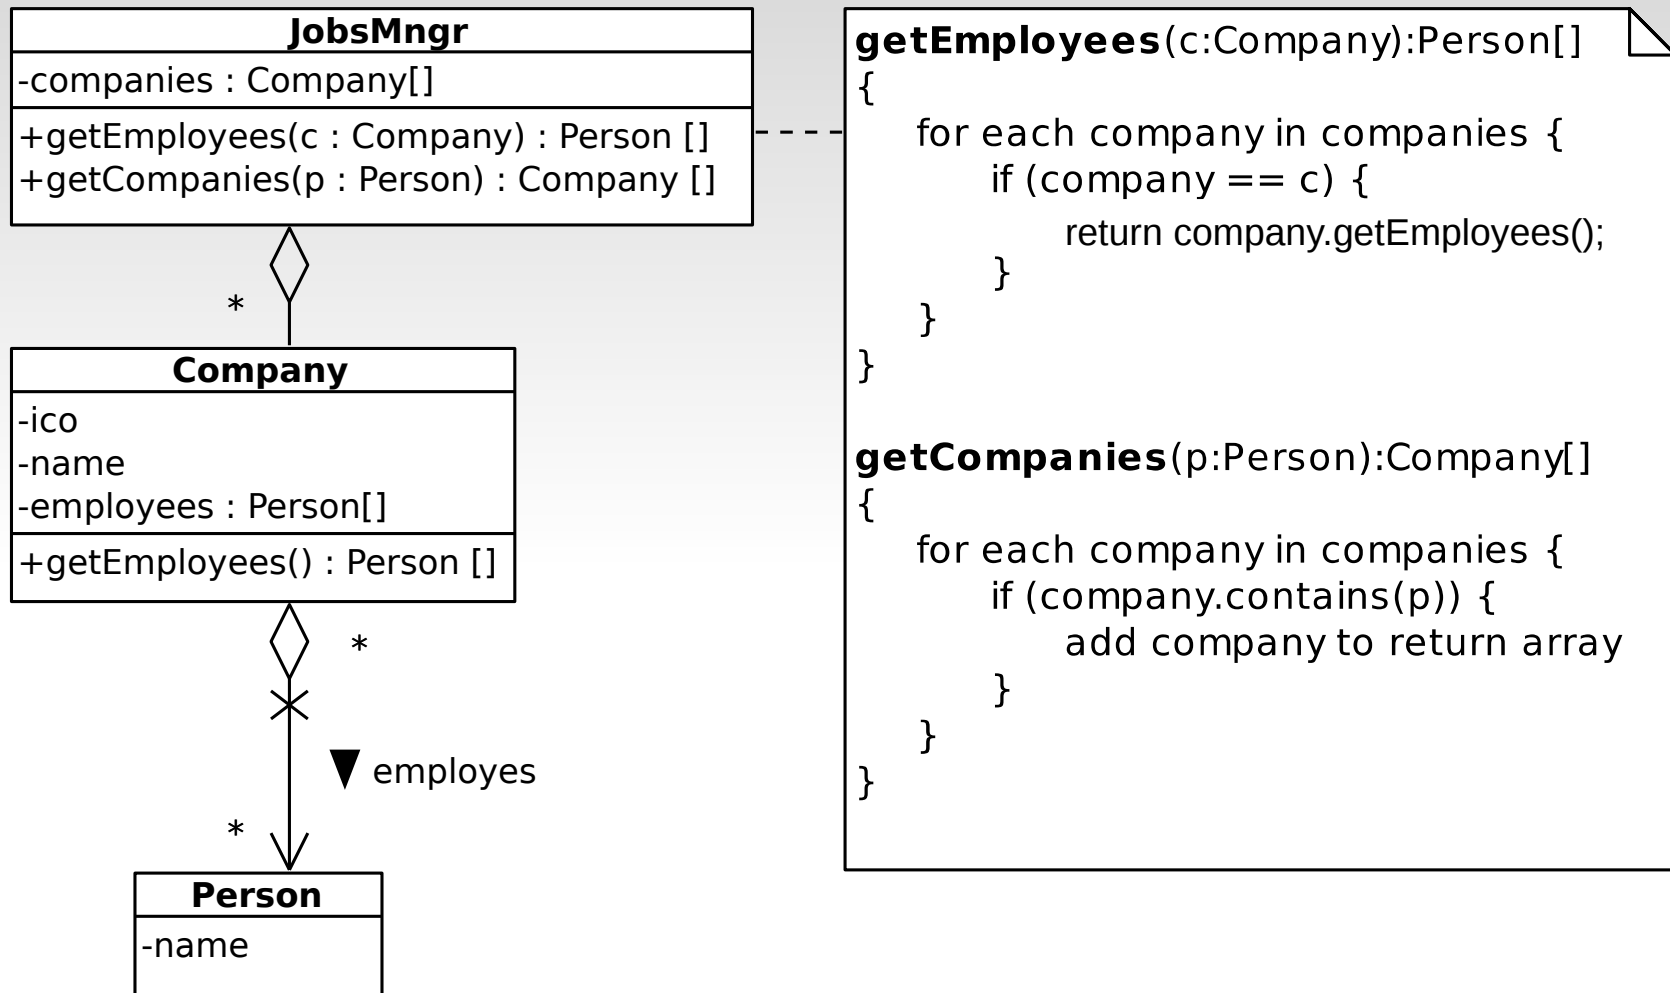 JobsMngr
-companies : Company[]
+getEmployees(c : Company) : Person []
+getCompanies(p : Person) : Company []
*
Company
-ico
-name
-employees : Person[]
+getEmployees() : Person []
*
employes
*
Person
-name
getEmployees(c:Company):Person[]
{
for each company in companies {
if (company == c) {
return company.getEmployees();
}
}
}
getCompanies(p:Person):Company[]
{
for each company in companies {
if (company.contains(p)) {
add company to return array
}
}
}